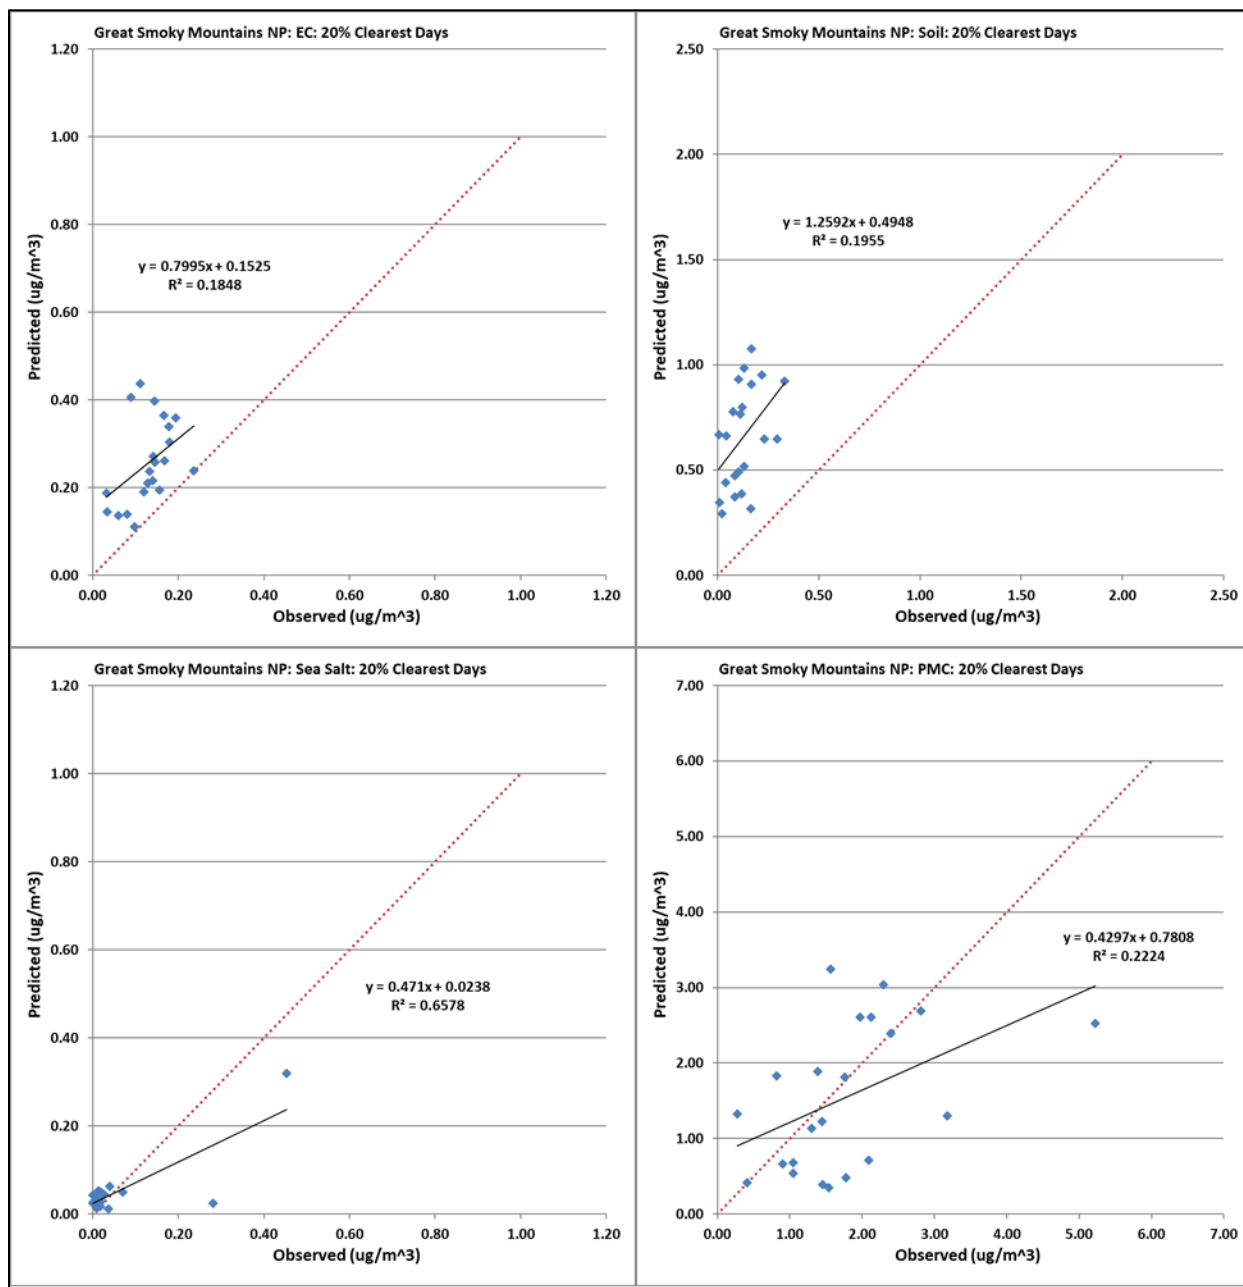 Great Smoky Mountains NP: EC: 20% Clearest Days
1.20
1.00
0.80
0.60
0.40
0.20
0.00
Predicted (ug/m^3)
y = 0.7995x + 0.1525
R² = 0.1848
0.00 0.20 0.40 0.60 0.80 1.00 1.20
Observed (ug/m^3)
Great Smoky Mountains NP: Soil: 20% Clearest Days
2.50
2.00
1.50
1.00
0.50
0.00
Predicted (ug/m^3)
y = 1.2592x + 0.4948
R² = 0.1955
0.00 0.50 1.00 1.50 2.00 2.50
Observed (ug/m^3)
Great Smoky Mountains NP: Sea Salt: 20% Clearest Days
1.20
1.00
0.80
0.60
0.40
0.20
0.00
Predicted (ug/m^3)
y = 0.471x + 0.0238
R² = 0.6578
0.00 0.20 0.40 0.60 0.80 1.00 1.20
Observed (ug/m^3)
Great Smoky Mountains NP: PMC: 20% Clearest Days
7.00
6.00
5.00
4.00
3.00
2.00
1.00
0.00
Predicted (ug/m^3)
y = 0.4297x + 0.7808
R² = 0.2224
0.00 1.00 2.00 3.00 4.00 5.00 6.00 7.00
Observed (ug/m^3)